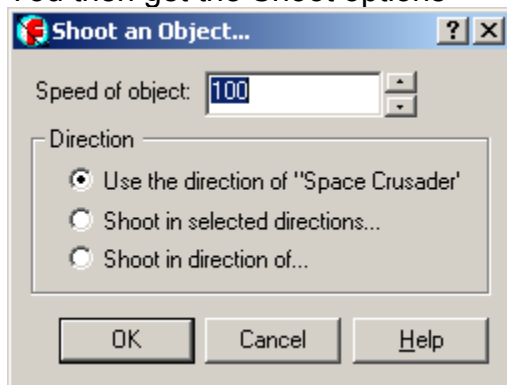 You then get the Shoot options
Shoot an Object...
Speed of object: 100
Direction
Use the direction of "Space Crusader'
Shoot in selected directions...
Shoot in direction of...
OK Cancel Help